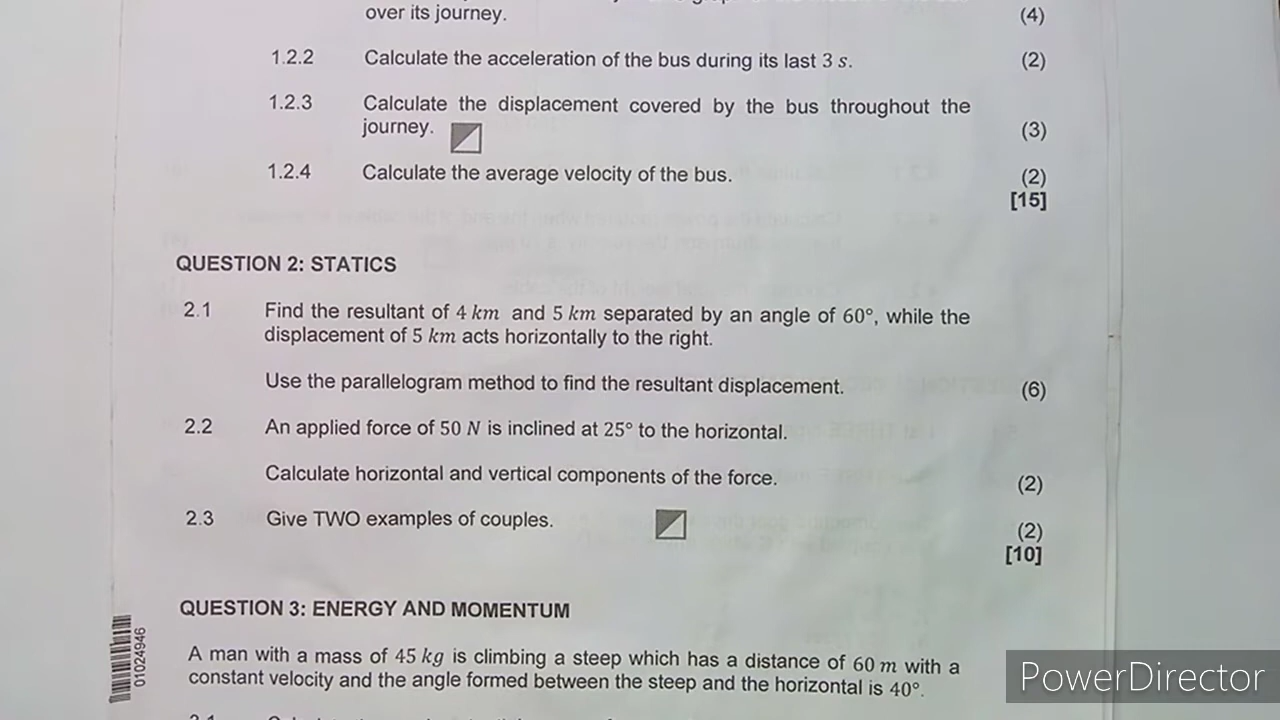 over its journey. (4)
1.2.2 Calculate the acceleration of the bus during its last 3 s. (2)
1.2.3 Calculate the displacement covered by the bus throughout the
journey. (3)
1.2.4 Calculate the average velocity of the bus. (2)
[15]
QUESTION 2: STATICS
2.1 Find the resultant of 4 km and 5 km separated by an angle of 60°, while the
displacement of 5 km acts horizontally to the right.
Use the parallelogram method to find the resultant displacement. (6)
2.2 An applied force of 50 N is inclined at 25° to the horizontal.
Calculate horizontal and vertical components of the force. (2)
2.3 Give TWO examples of couples. (2)
[10]
QUESTION 3: ENERGY AND MOMENTUM
A man with a mass of 45 kg is climbing a steep which has a distance of 60 m with a
constant velocity and the angle formed between the steep and the horizontal is 40°.
01024946
PowerDirector